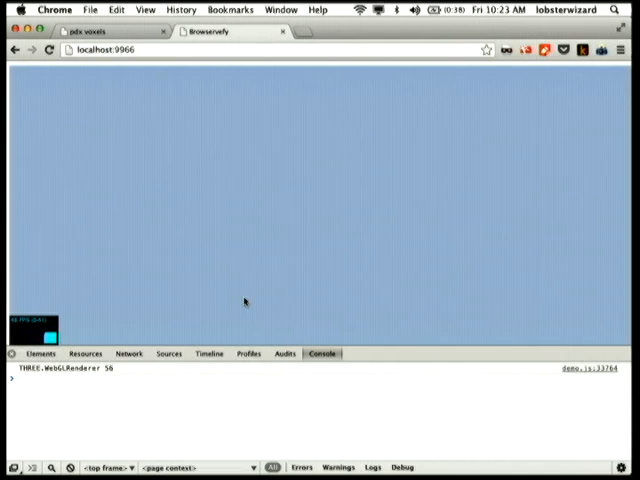 Chrome File Edit View History Bookmarks Window Help (0:38) Fri 10:23 AM lobsterwizard
pdx voxels Browservefy
localhost:9966
Elements Resources Network Sources Timeline Profiles Audits Console
THREE.WebGLRenderer 56 demo.js:33764
<top frame> <page context> All Errors Warnings Logs Debug